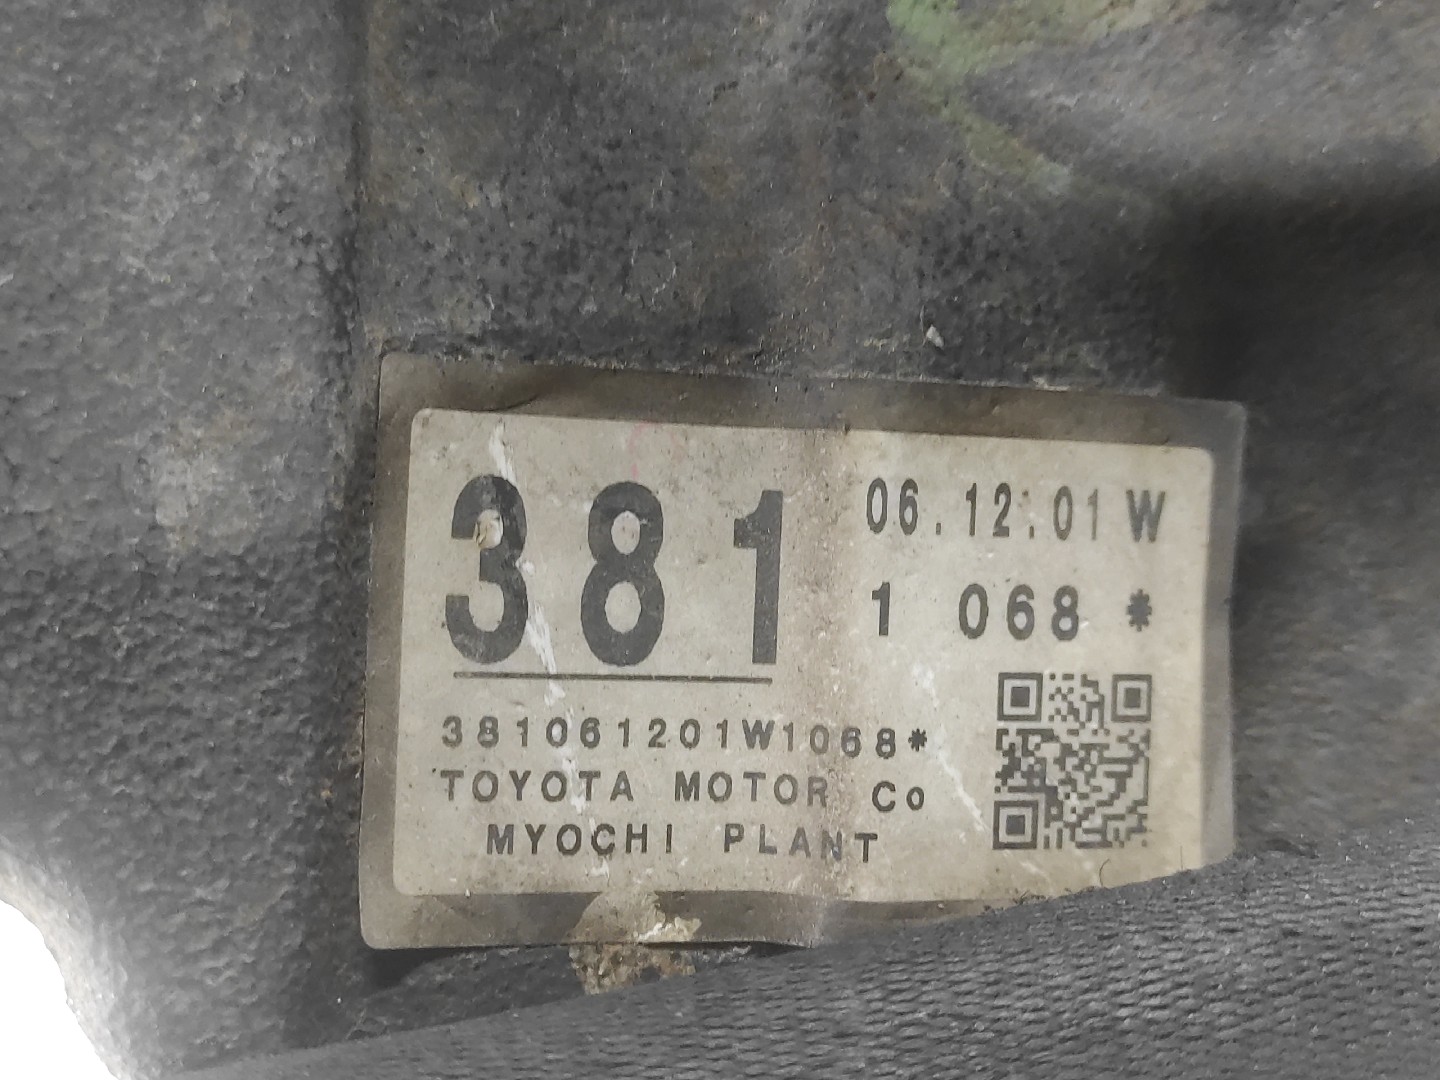 381
06.12.01 W
1 068 *
381061201W1068*
TOYOTA MOTOR Co
MYOCHI PLANT